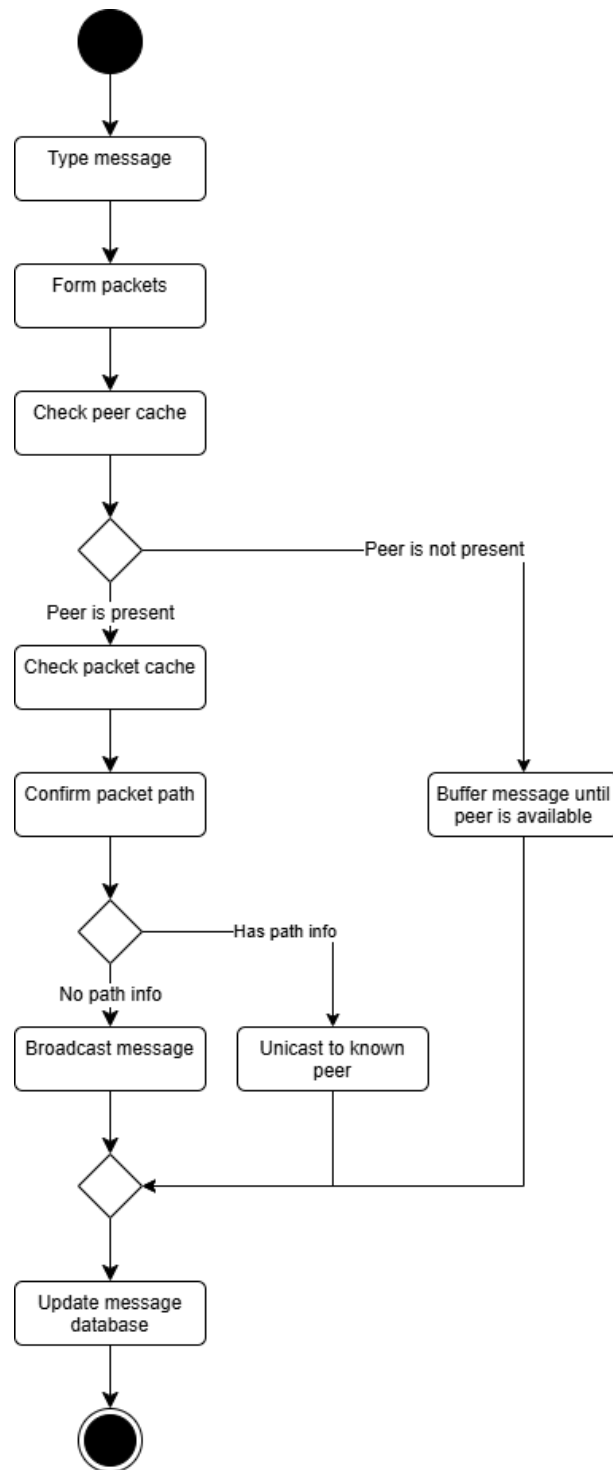 Type message
Form packets
Check peer cache
Peer is not present
Peer is present
Check packet cache
Confirm packet path
Buffer message until
peer is available
Has path info
No path info
Broadcast message
Unicast to known
peer
Update message
database